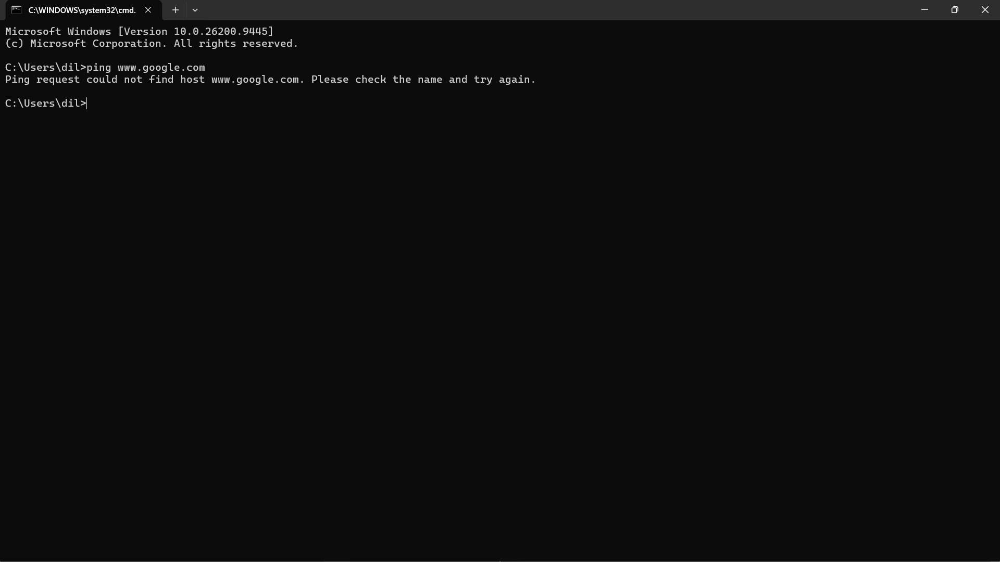 C:\WINDOWS\system32\cmd.
Microsoft Windows [Version 10.0.26200.9445]
(c) Microsoft Corporation. All rights reserved.
C:\Users\dil>ping www.google.com
Ping request could not find host www.google.com. Please check the name and try again.
C:\Users\dil>